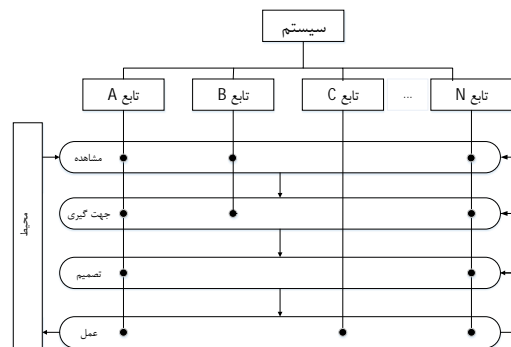 سیستم
تابع A
تابع B
تابع C
...
تابع N
محیط
مشاهده
جهت گیری
تصمیم
عمل